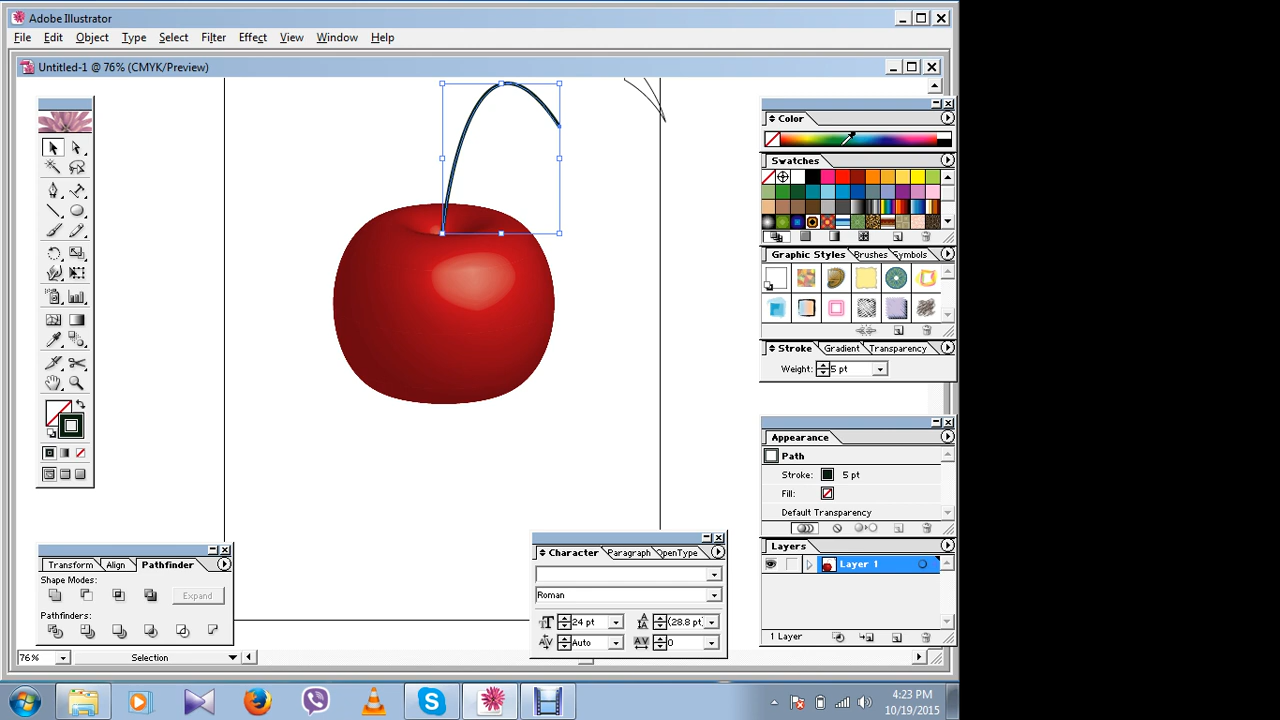 Adobe Illustrator
File Edit Object Type Select Filter Effect View Window Help
Untitled-1 @ 76% (CMYK/Preview)
Color
Swatches
Graphic Styles Brushes Symbols
Stroke Gradient Transparency
Weight: 5 pt
Appearance
Path
Stroke: 5 pt
Fill:
Default Transparency
Layers
Layer 1
1 Layer
Transform Align Pathfinder
Shape Modes:
Expand
Pathfinders:
Character Paragraph OpenType
Roman
24 pt (28.8 pt)
Auto 0
76% Selection
4:23 PM
10/19/2015